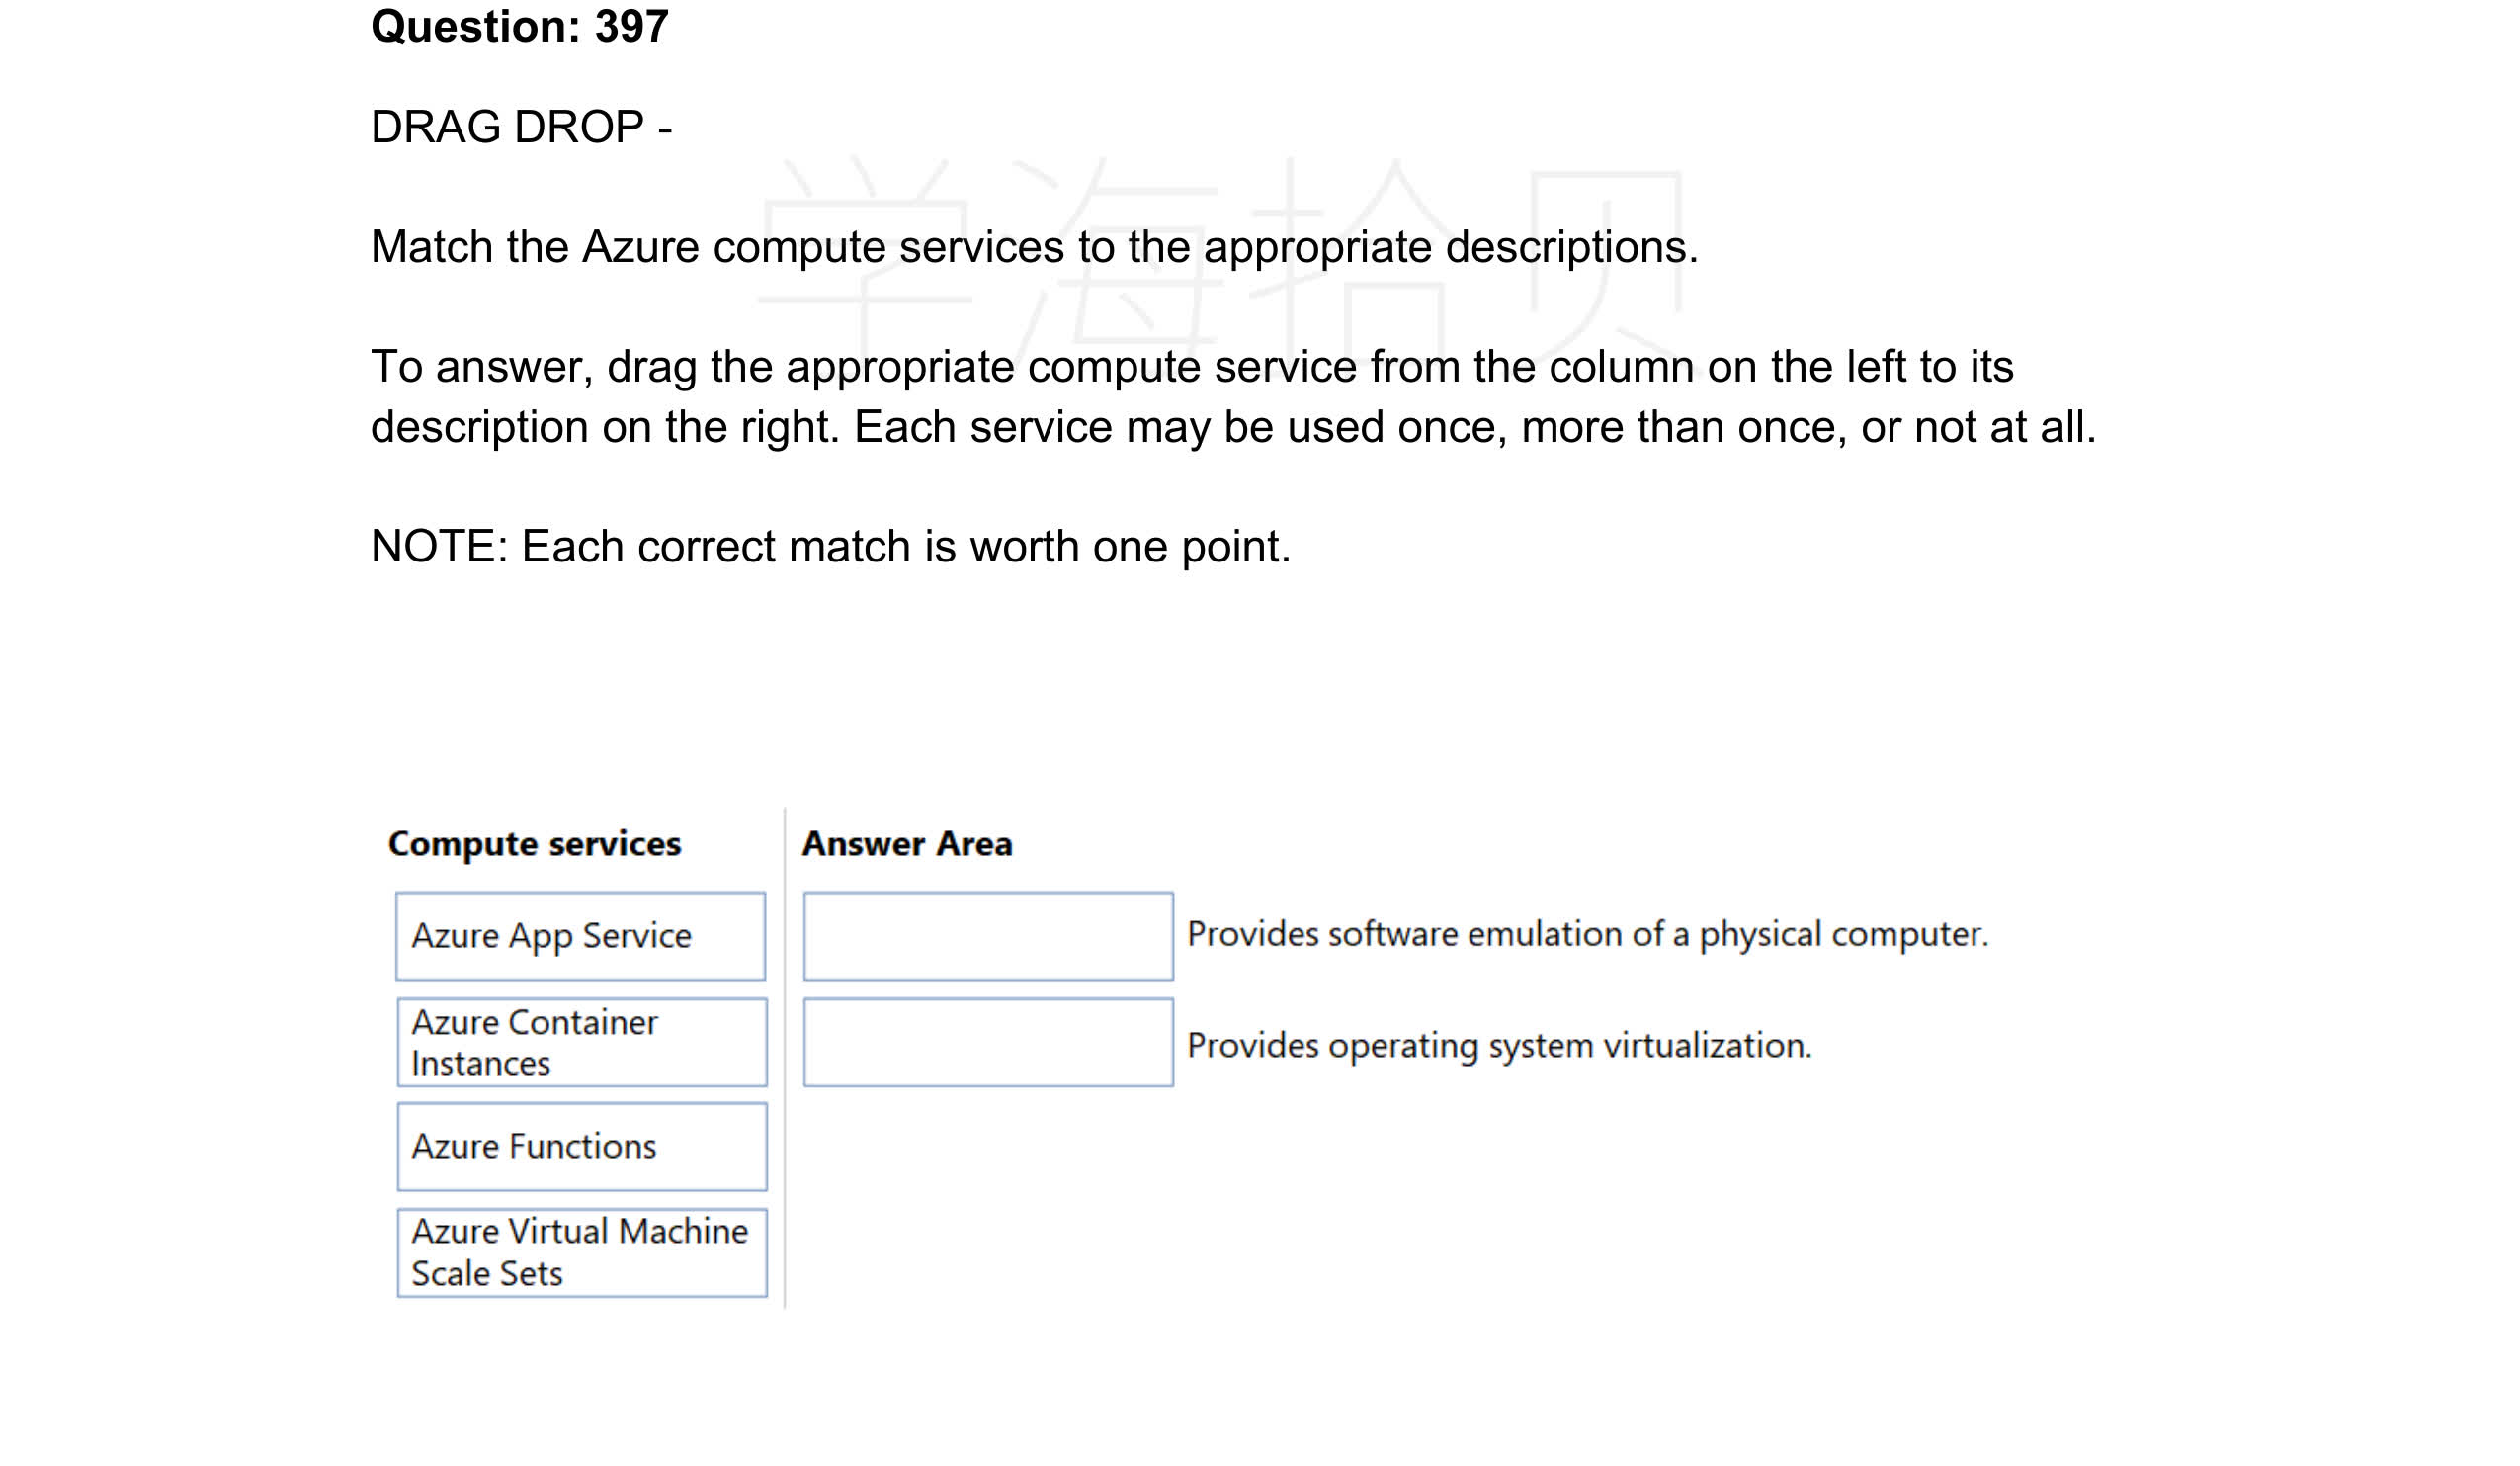 Question: 397
DRAG DROP -
学海拾贝
Match the Azure compute services to the appropriate descriptions.
To answer, drag the appropriate compute service from the column on the left to its
description on the right. Each service may be used once, more than once, or not at all.
NOTE: Each correct match is worth one point.
Compute services
Answer Area
Azure App Service
Provides software emulation of a physical computer.
Azure Container
Instances
Provides operating system virtualization.
Azure Functions
Azure Virtual Machine
Scale Sets